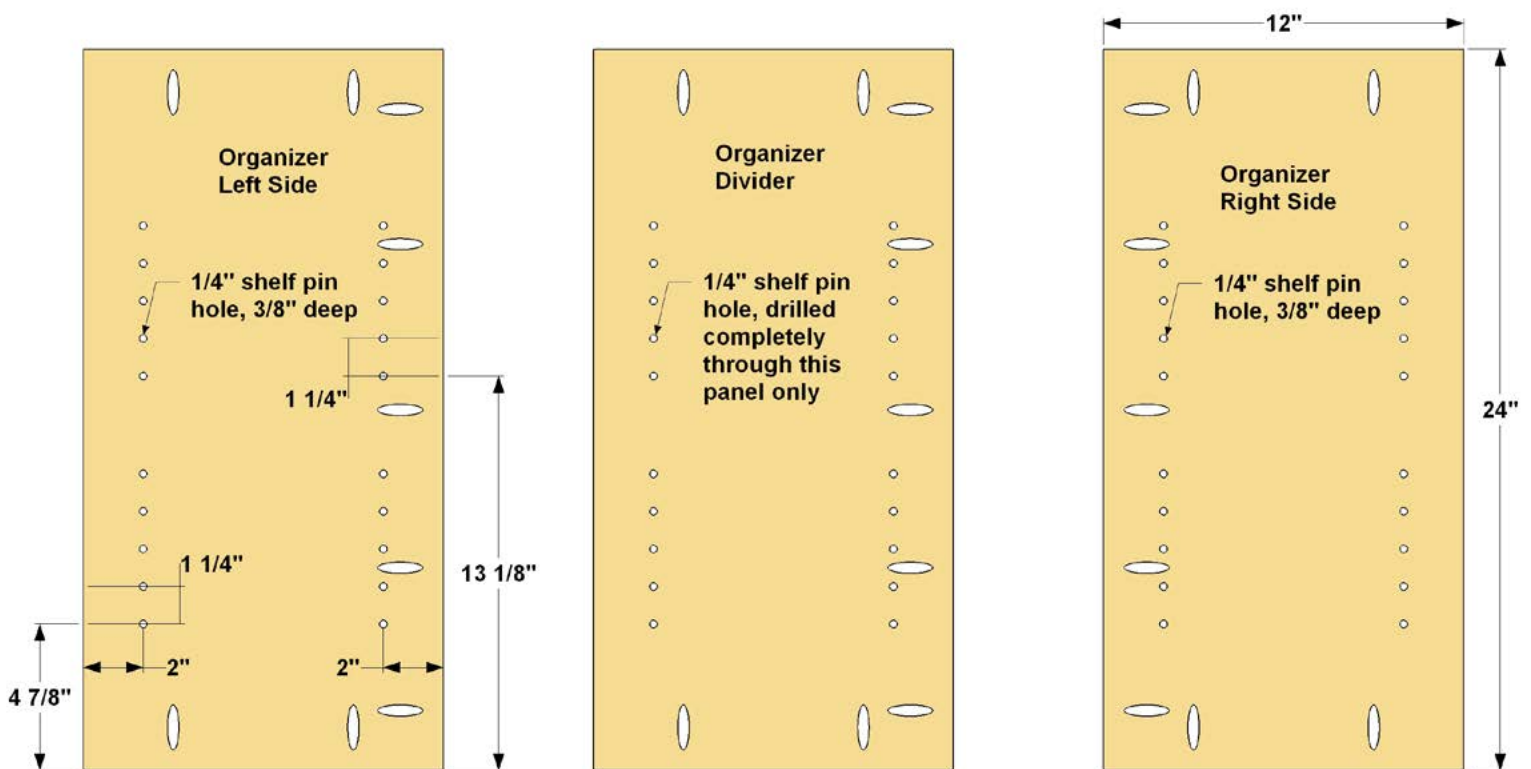 12"
Organizer
Left Side
Organizer
Divider
Organizer
Right Side
1/4" shelf pin
hole, 3/8" deep
1/4" shelf pin
hole, drilled
completely
through this
panel only
1/4" shelf pin
hole, 3/8" deep
1 1/4"
24"
1 1/4"
13 1/8"
2"
2"
4 7/8"